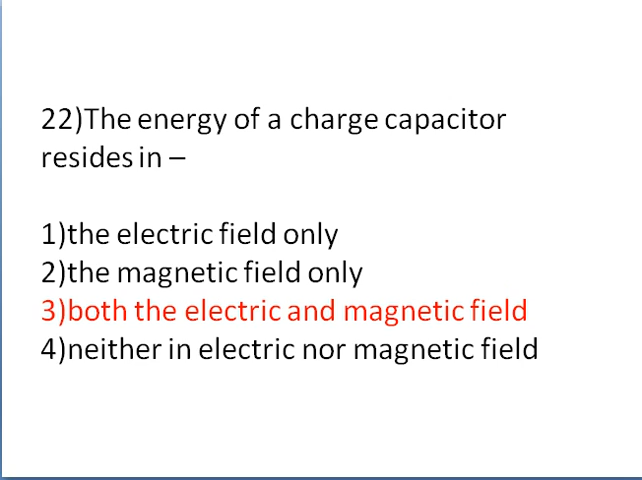 22)The energy of a charge capacitor
resides in –
1)the electric field only
2)the magnetic field only
3)both the electric and magnetic field
4)neither in electric nor magnetic field